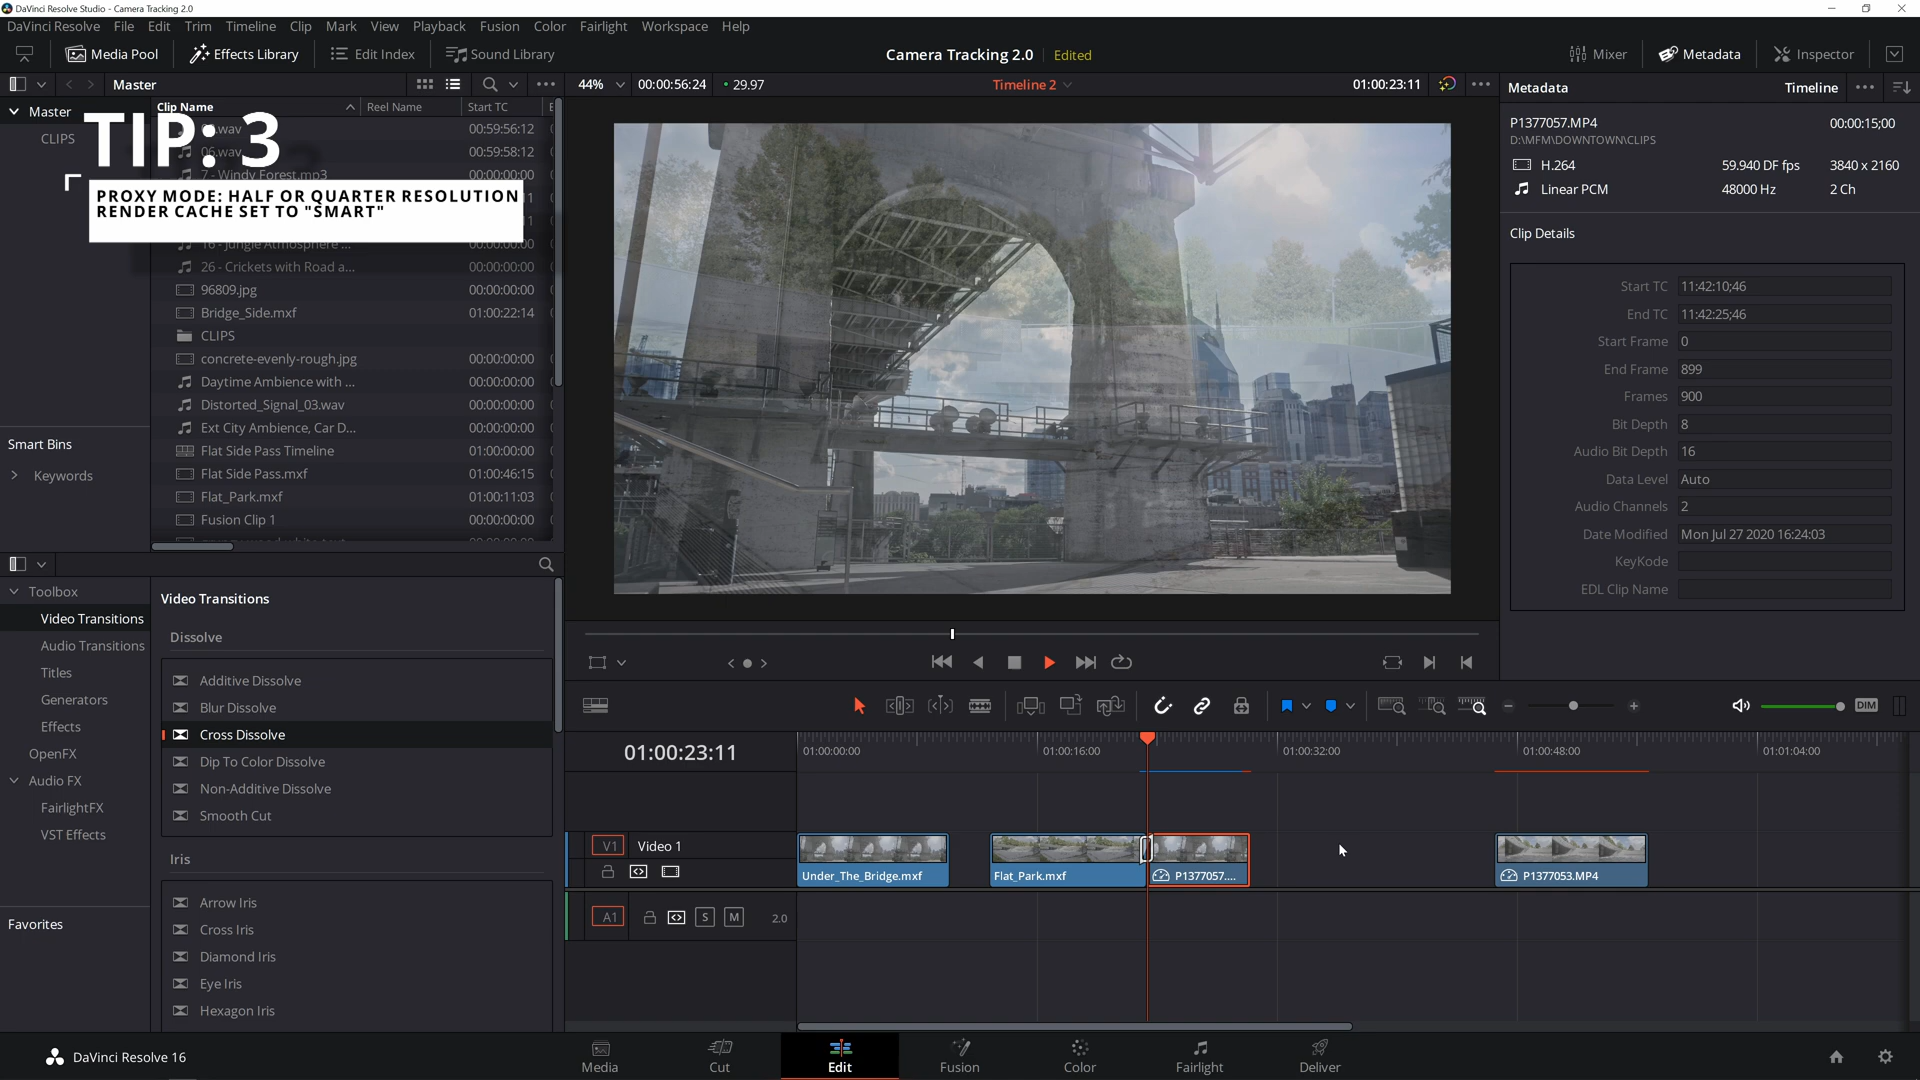 DaVinci Resolve Studio - Camera Tracking 2.0
DaVinci Resolve File Edit Trim Timeline Clip Mark View Playback Fusion Color Fairlight Workspace Help
Media Pool Effects Library Edit Index Sound Library Camera Tracking 2.0 Edited Mixer Metadata Inspector
Master 44% 00:00:56:24 29.97 Timeline 2 01:00:23:11 Metadata Timeline
Master
CLIPS
TIP: 3
PROXY MODE: HALF OR QUARTER RESOLUTION
RENDER CACHE SET TO "SMART"
Clip Name Reel Name Start TC
.wav 00:59:56:12
06.wav 00:59:58:12
7 - Windy Forest.mp3 00:00:00:00
16 - Jungle Atmosphere ... 00:00:00:00
26 - Crickets with Road a... 00:00:00:00
96809.jpg 00:00:00:00
Bridge_Side.mxf 01:00:22:14
CLIPS
concrete-evenly-rough.jpg 00:00:00:00
Daytime Ambience with ... 00:00:00:00
Distorted_Signal_03.wav 00:00:00:00
Ext City Ambience, Car D... 00:00:00:00
Flat Side Pass Timeline 01:00:00:00
Flat Side Pass.mxf 01:00:46:15
Flat_Park.mxf 01:00:11:03
Fusion Clip 1 00:00:00:00
Smart Bins
Keywords
P1377057.MP4 00:00:15;00
D:\MFM\DOWNTOWN\CLIPS
H.264 59.940 DF fps 3840 x 2160
Linear PCM 48000 Hz 2 Ch
Clip Details
Start TC 11:42:10;46
End TC 11:42:25;46
Start Frame 0
End Frame 899
Frames 900
Bit Depth 8
Audio Bit Depth 16
Data Level Auto
Audio Channels 2
Date Modified Mon Jul 27 2020 16:24:03
KeyKode
EDL Clip Name
Toolbox
Video Transitions
Audio Transitions
Titles
Generators
Effects
OpenFX
Audio FX
FairlightFX
VST Effects
Favorites
Video Transitions
Dissolve
Additive Dissolve
Blur Dissolve
Cross Dissolve
Dip To Color Dissolve
Non-Additive Dissolve
Smooth Cut
Iris
Arrow Iris
Cross Iris
Diamond Iris
Eye Iris
Hexagon Iris
DIM
01:00:23:11 01:00:00:00 01:00:16:00 01:00:32:00 01:00:48:00 01:01:04:00
V1 Video 1
Under_The_Bridge.mxf Flat_Park.mxf P1377057.... P1377053.MP4
A1 S M 2.0
DaVinci Resolve 16 Media Cut Edit Fusion Color Fairlight Deliver